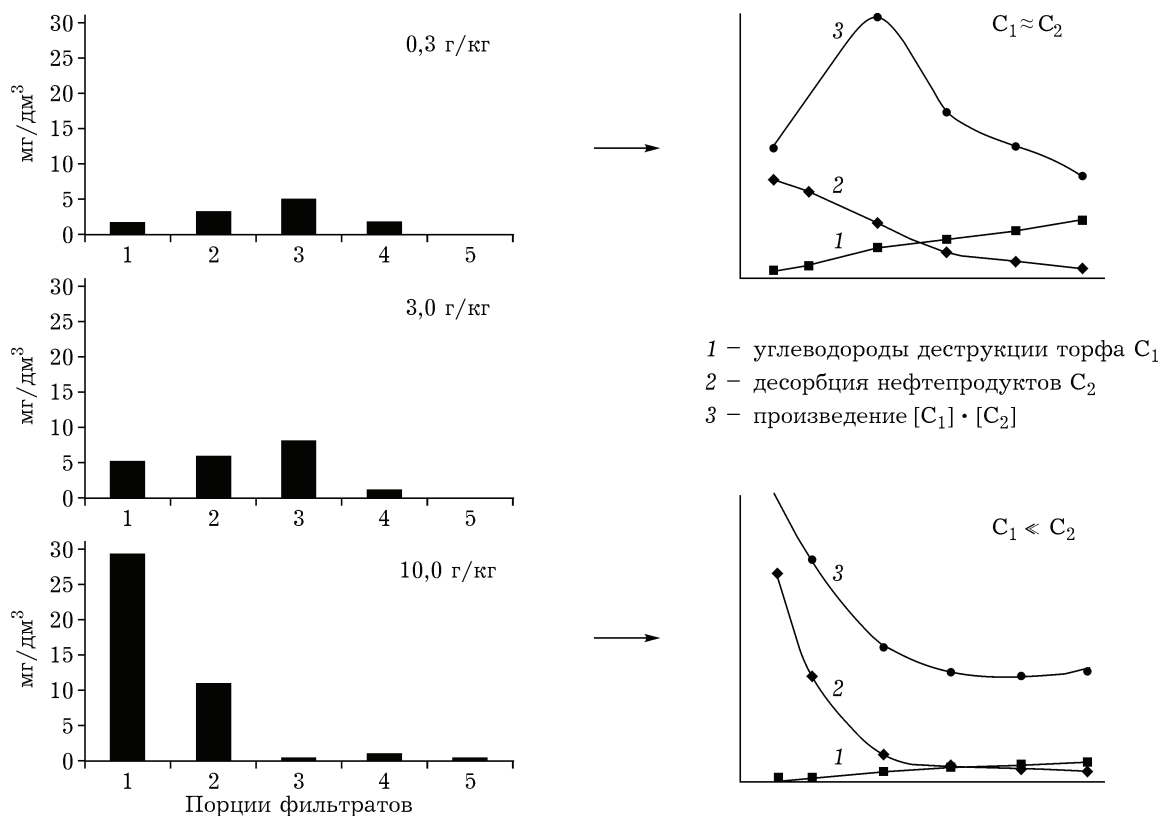 30
25
20
15
10
5
0
мг/дм³
0,3 г/кг
1 2 3 4 5
30
25
20
15
10
5
0
мг/дм³
3,0 г/кг
1 2 3 4 5
30
25
20
15
10
5
0
мг/дм³
10,0 г/кг
1 2 3 4 5
Порции фильтратов
C₁ ≈ C₂
3
2
1
1 – углеводороды деструкции торфа C₁
2 – десорбция нефтепродуктов C₂
3 – произведение [C₁] • [C₂]
C₁ ≪ C₂
3
2
1